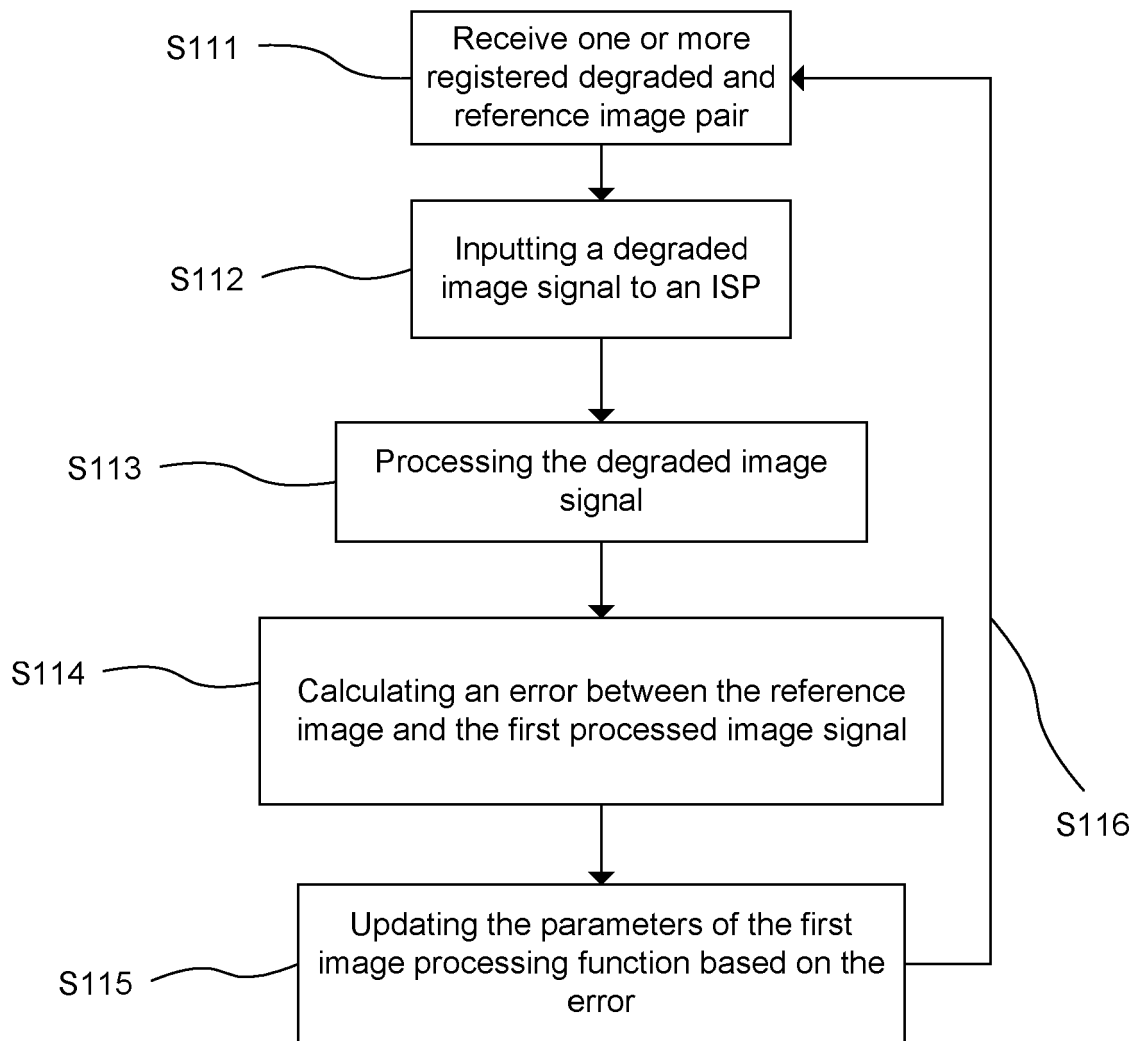 S111
Receive one or more
registered degraded and
reference image pair
S112
Inputting a degraded
image signal to an ISP
S113
Processing the degraded image
signal
S114
Calculating an error between the reference
image and the first processed image signal
S116
S115
Updating the parameters of the first
image processing function based on the
error